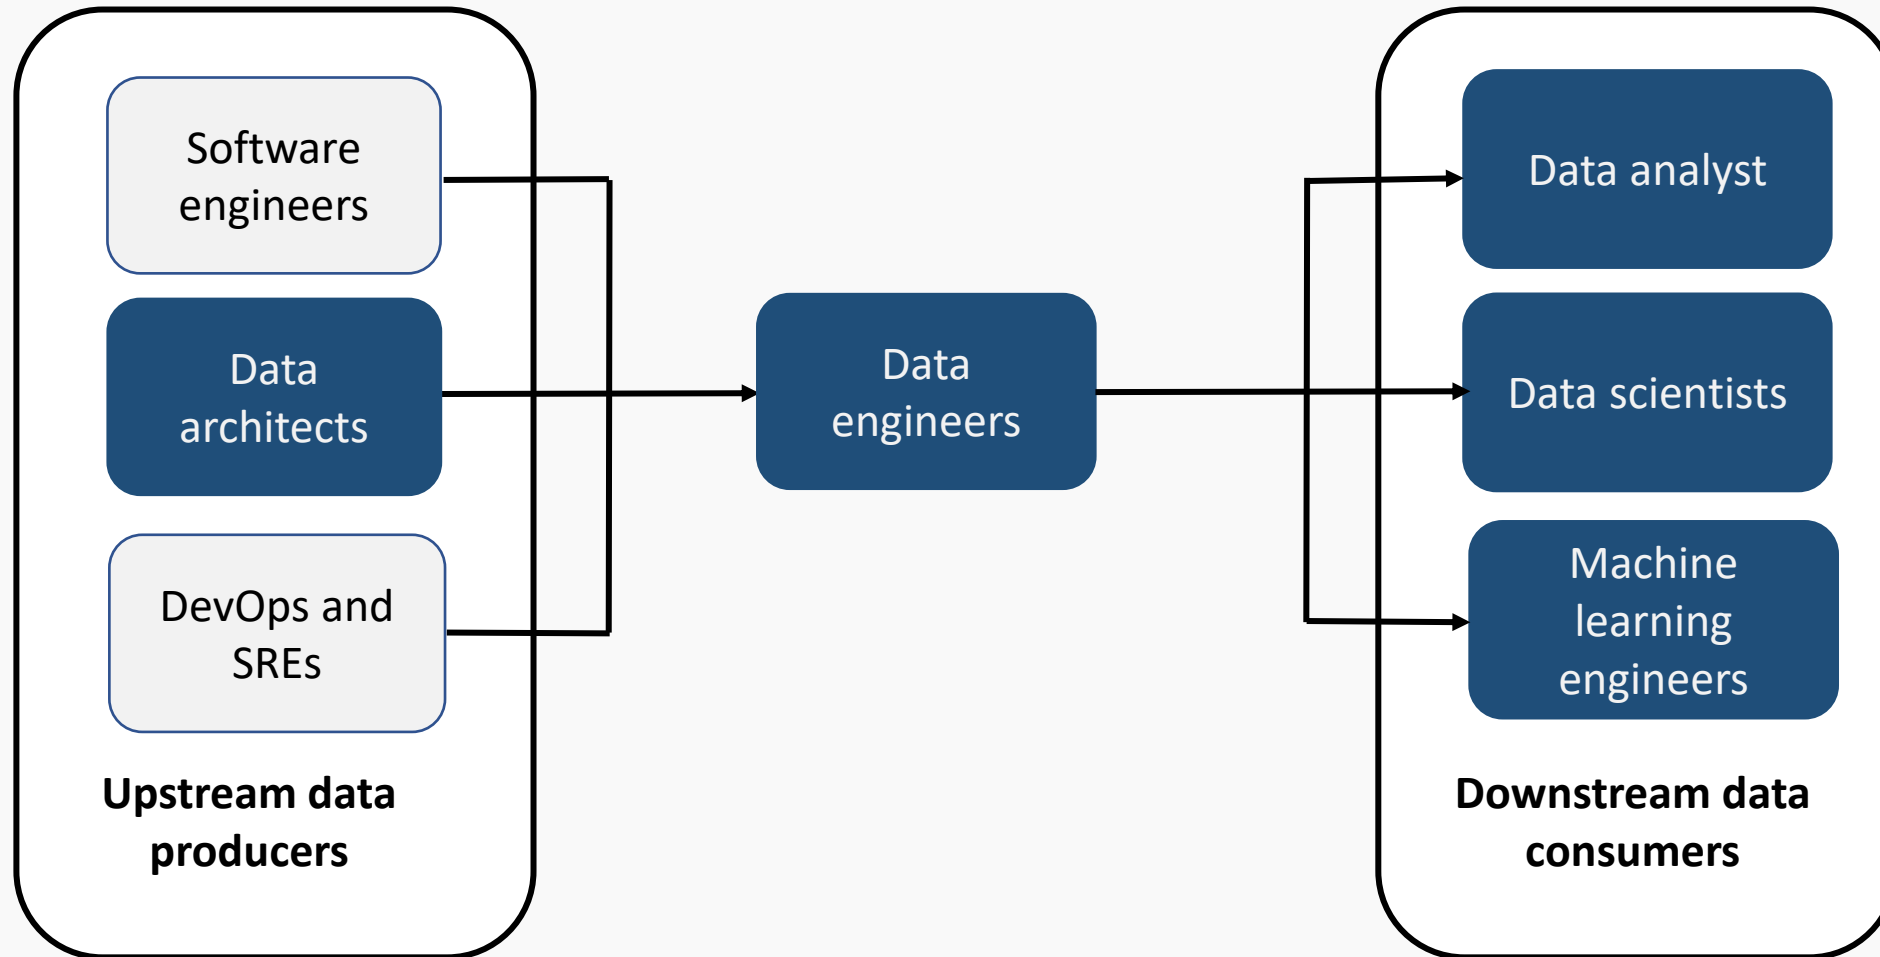 Software
engineers
Data
architects
DevOps and
SREs
Upstream data
producers
Data
engineers
Data analyst
Data scientists
Machine
learning
engineers
Downstream data
consumers